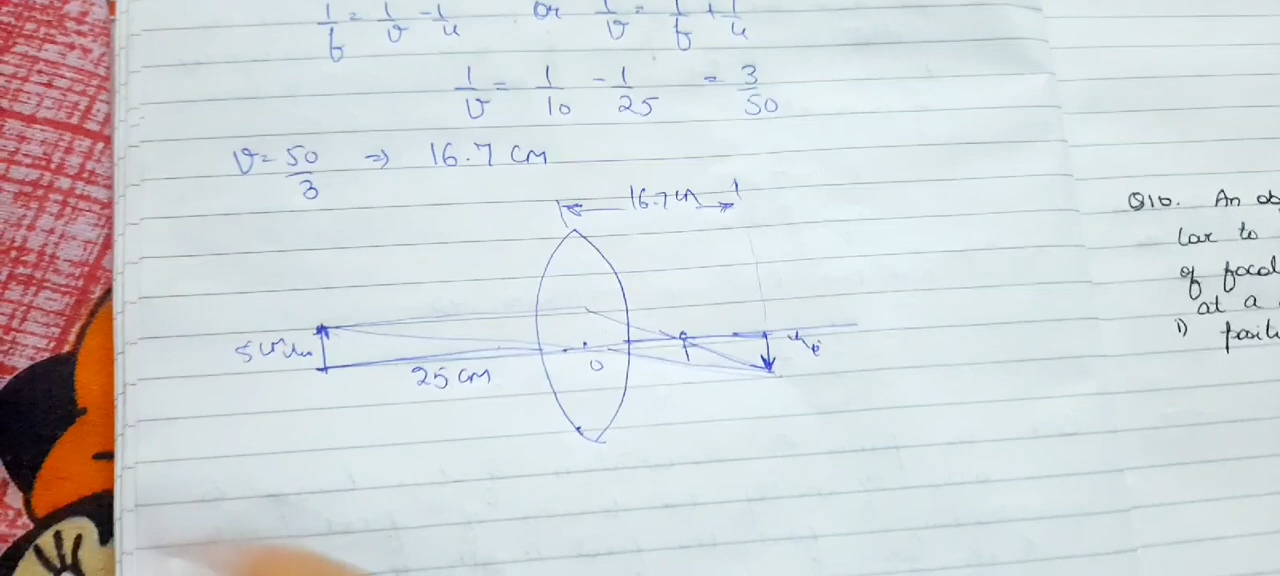 1/f = 1/v - 1/u or 1/v = 1/f + 1/u
1/v = 1/10 - 1/25 = 3/50
v = 50/3 ⇒ 16.7 cm
16.7 cm
5 cm
25 cm
O
Q10. An ob
lar to
of focal
at a
i) posit